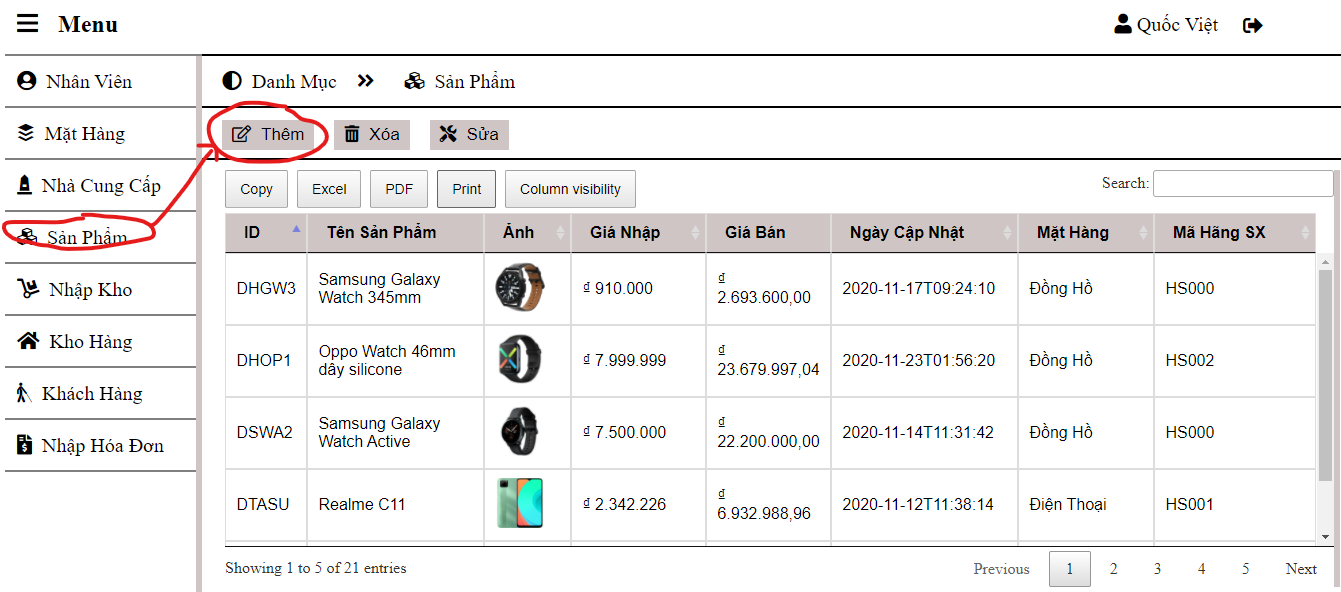 Menu
Quốc Việt
Nhân Viên
Mặt Hàng
Nhà Cung Cấp
Sản Phẩm
Nhập Kho
Kho Hàng
Khách Hàng
Nhập Hóa Đơn
Danh Mục » Sản Phẩm
Thêm Xóa Sửa
Copy Excel PDF Print Column visibility Search:
ID Tên Sản Phẩm Ảnh Giá Nhập Giá Bán Ngày Cập Nhật Mặt Hàng Mã Hãng SX
DHGW3 Samsung Galaxy Watch 345mm ₫ 910.000 ₫ 2.693.600,00 2020-11-17T09:24:10 Đồng Hồ HS000
DHOP1 Oppo Watch 46mm dây silicone ₫ 7.999.999 ₫ 23.679.997,04 2020-11-23T01:56:20 Đồng Hồ HS002
DSWA2 Samsung Galaxy Watch Active ₫ 7.500.000 ₫ 22.200.000,00 2020-11-14T11:31:42 Đồng Hồ HS000
DTASU Realme C11 ₫ 2.342.226 ₫ 6.932.988,96 2020-11-12T11:38:14 Điện Thoại HS001
Showing 1 to 5 of 21 entries
Previous 1 2 3 4 5 Next